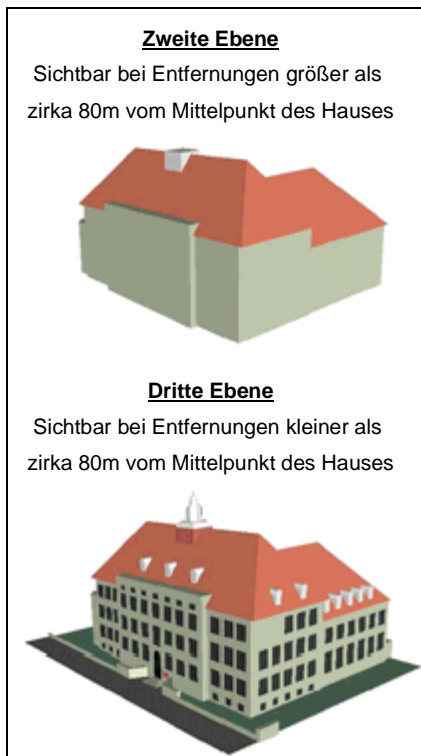 Zweite Ebene
Sichtbar bei Entfernungen größer als
zirka 80m vom Mittelpunkt des Hauses
Dritte Ebene
Sichtbar bei Entfernungen kleiner als
zirka 80m vom Mittelpunkt des Hauses